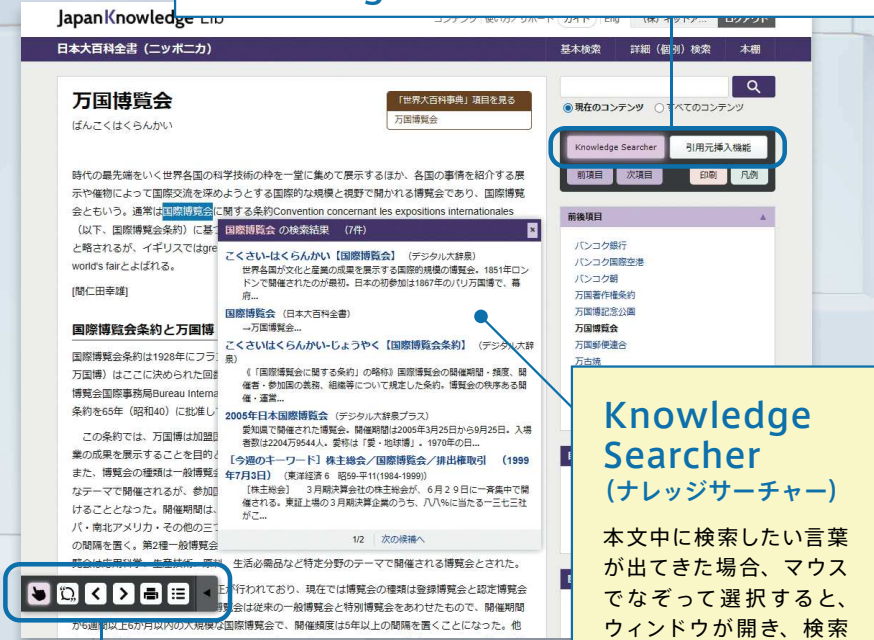 JapanKnowledge Lib
日本大百科全書（ニッポニカ）
基本検索 詳細（個別）検索 本棚
万国博覧会
ばんこくはくらんかい
「世界大百科事典」項目を見る
万国博覧会
現在のコンテンツ すべてのコンテンツ
Knowledge Searcher 引用元挿入機能
前項目 次項目 印刷 凡例
時代の最先端をいく世界各国の科学技術の粋を一堂に集めて展示するほか、各国の事情を紹介する展
示や催物によって国際交流を深めようとする国際的な規模と視野で開かれる博覧会であり、国際博覧
会ともいう。通常は国際博覧会に関する条約Convention concernant les expositions internationales
（以下、国際博覧会条約）に基づ
と略されるが、イギリスではgre
world's fairとよばれる。
[間仁田幸雄]
国際博覧会条約と万国博
国際博覧会条約は1928年にフラ
万国博）はここに決められた回数
博覧会国際事務局Bureau Interna
条約を65年（昭和40）に批准し
この条約では、万国博は加盟国
業の成果を展示することを目的と
また、博覧会の種類は一般博覧会
なテーマで開催されるが、参加国
けることとなった。開催期間は、
パ・南北アメリカ・その他の三つ
の間隔を置く。第2種一般博覧会
国際博覧会 の検索結果 （7件） ×
こくさい-はくらんかい【国際博覧会】 （デジタル大辞泉）
世界各国が文化と産業の成果を展示する国際的規模の博覧会。1851年ロン
ドンで開催されたのが最初。日本の初参加は1867年のパリ万国博で、幕
府...
国際博覧会 （日本大百科全書）
→万国博覧会...
こくさいはくらんかい-じょうやく【国際博覧会条約】 （デジタル大辞
泉）
《「国際博覧会に関する条約」の略称》国際博覧会の開催期間・頻度、開
催者・参加国の義務、組織等について規定した条約。博覧会の秩序ある開
催・運営...
2005年日本国際博覧会 （デジタル大辞泉プラス）
愛知県で開催された博覧会。開催期間は2005年3月25日から9月25日。入場
者数は2204万9544人。愛称は「愛・地球博」。1970年の日...
［今週のキーワード］株主総会／国際博覧会／排出権取引 （1999
年7月3日） （東洋経済 6 昭59-平11(1984-1999)）
［株主総会］ ３月期決算会社の株主総会が、６月２９日に一斉集中で開
催される。東証上場の３月期決算企業のうち、八八％に当たる一三七三社
がこ...
1/2 次の候補へ
覧会は応用科学、生産技術、原料、生活必需品など特定分野のテーマで開催される博覧会とされた。
正が行われており、現在では博覧会の種類は登録博覧会と認定博覧会
覧会は従来の一般博覧会と特別博覧会をあわせたもので、開催期間
が6週間以上6か月以内の大規模な国際博覧会で、開催頻度は5年以上の間隔を置くことになった。他
前後項目 ▲
バンコク銀行
バンコク国際空港
バンコク朝
万国著作権条約
万国博記念公園
万国博覧会
万国郵便連合
万古焼
Knowledge
Searcher
（ナレッジサーチャー）
本文中に検索したい言葉
が出てきた場合、マウス
でなぞって選択すると、
ウィンドウが開き、検索